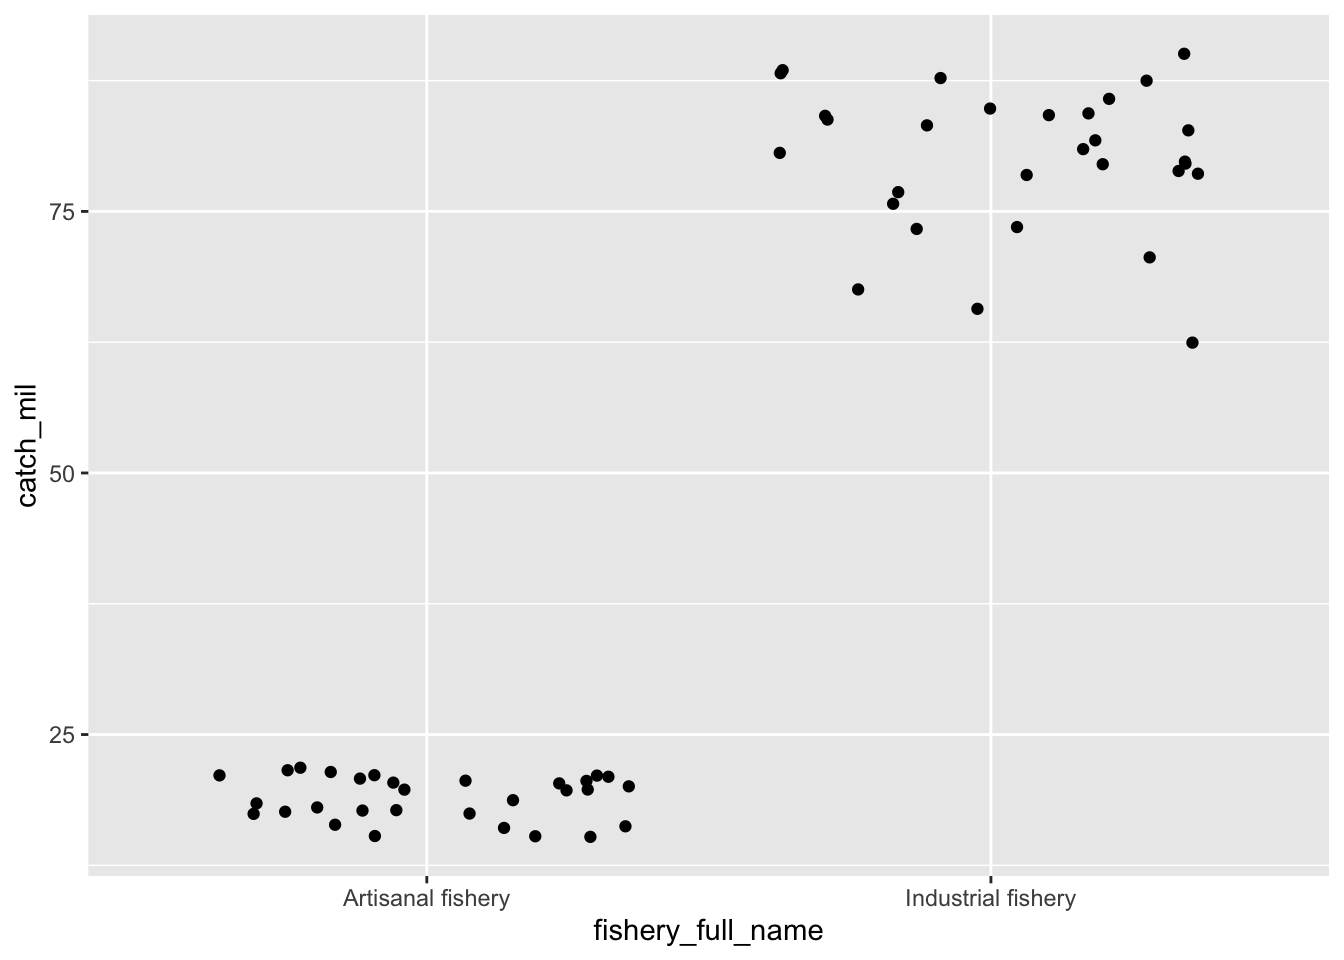 75
50
25
catch_mil
Artisanal fishery
Industrial fishery
fishery_full_name